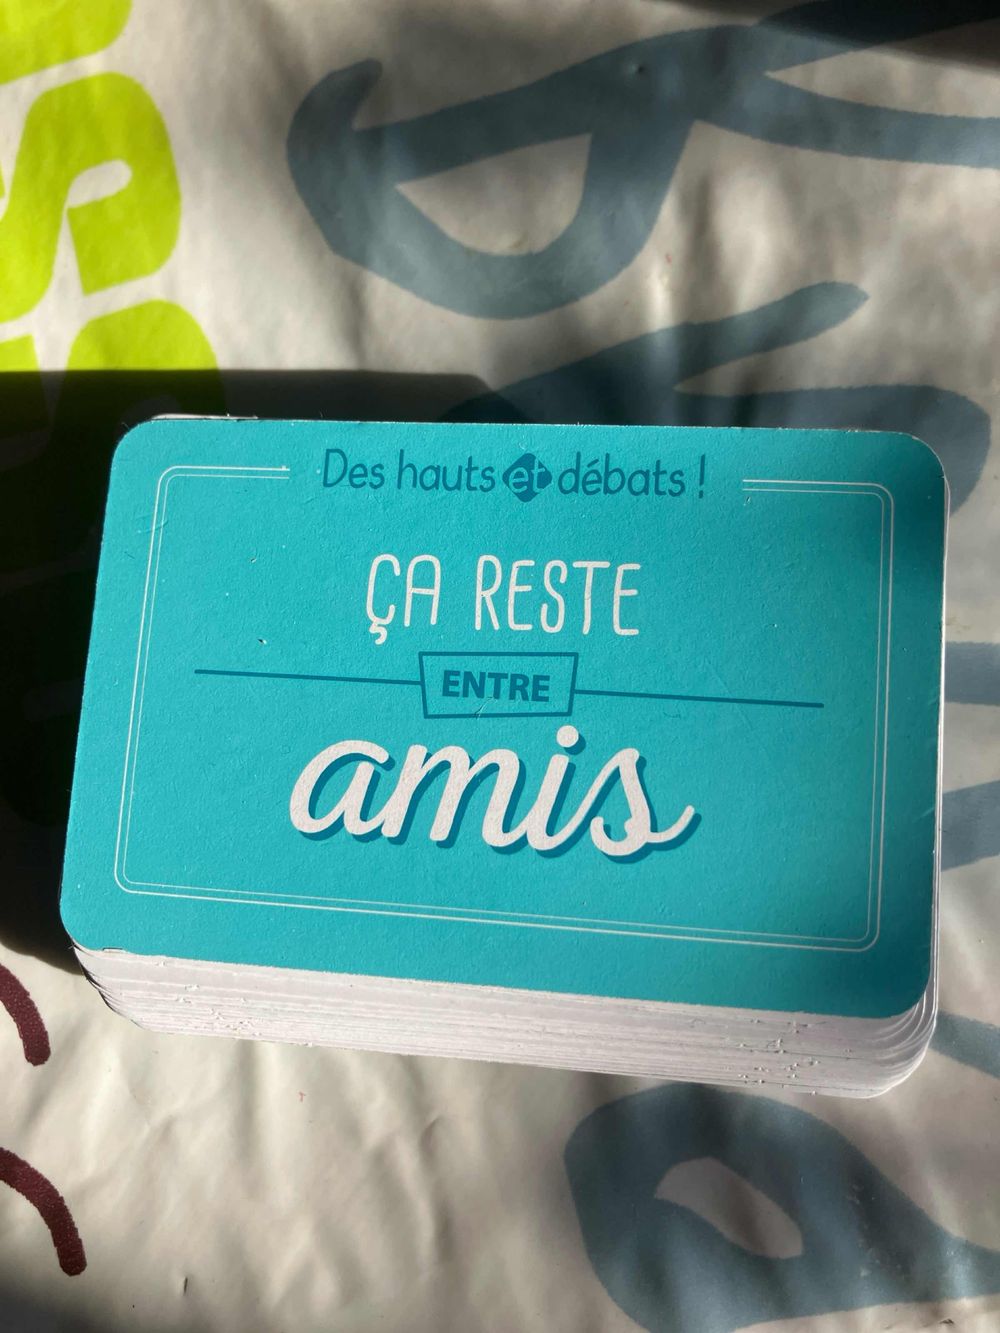 Des hauts et débats !
ÇA RESTE
ENTRE
amis